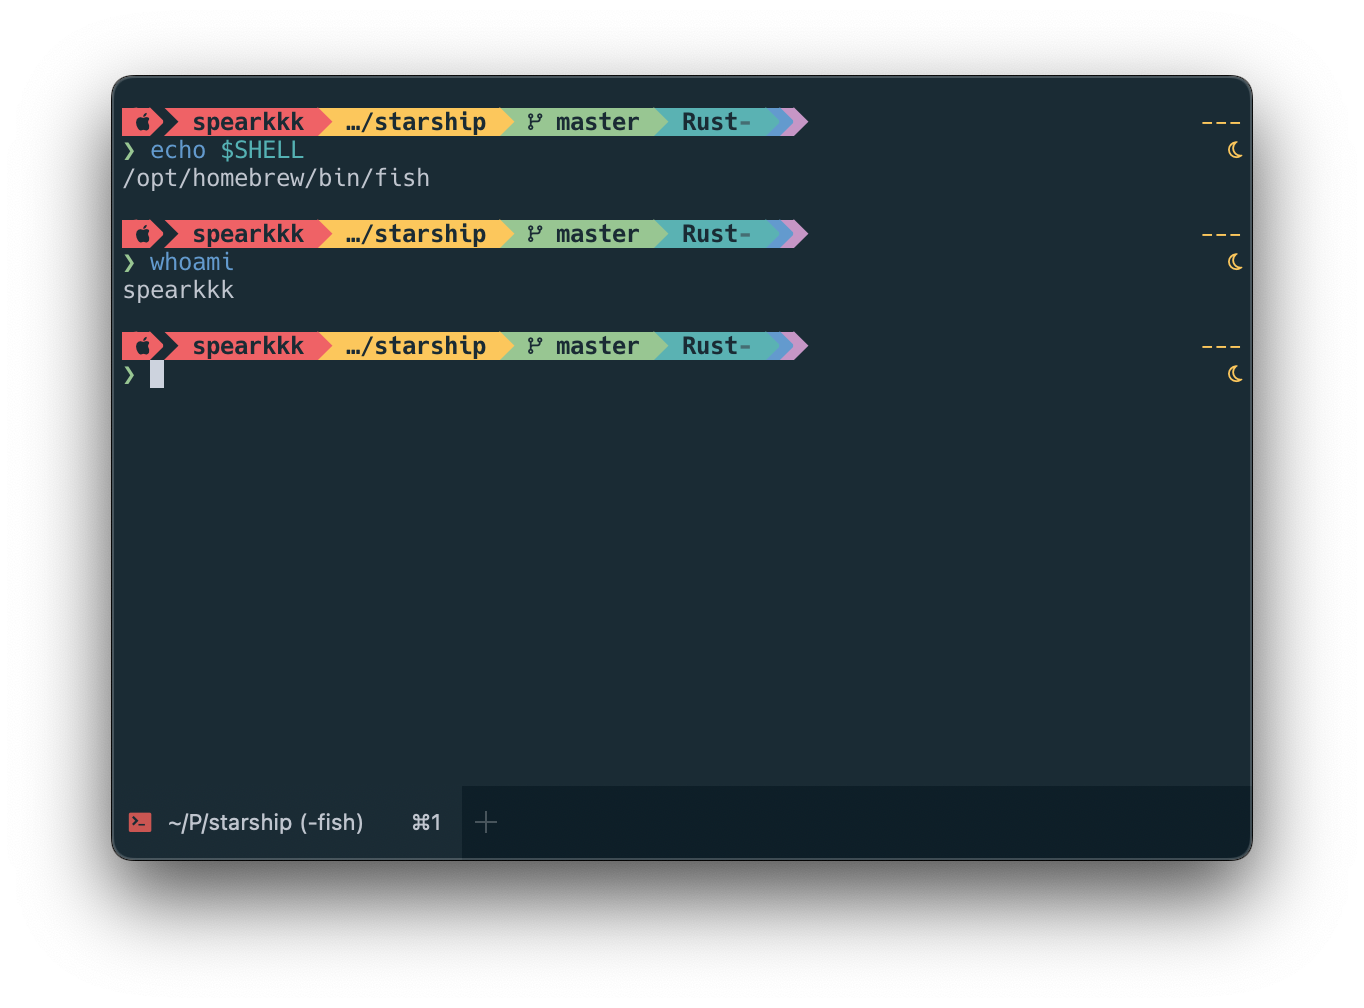 spearkkk …/starship master Rust- ---
❯ echo $SHELL
/opt/homebrew/bin/fish
spearkkk …/starship master Rust- ---
❯ whoami
spearkkk
spearkkk …/starship master Rust- ---
❯
~/P/starship (-fish) ⌘1 +